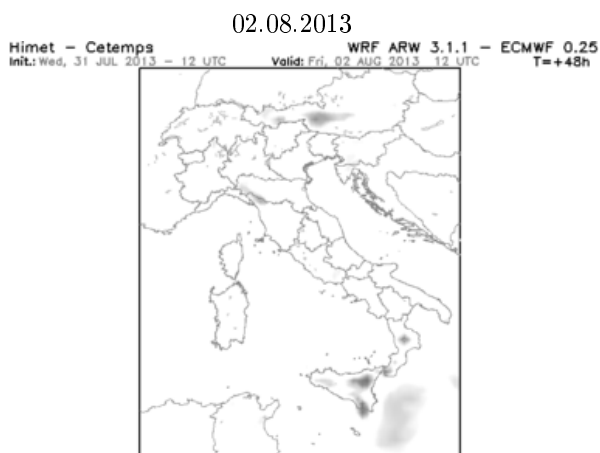 02.08.2013
Himet – Cetemps WRF ARW 3.1.1 – ECMWF 0.25
Init.: Wed, 31 JUL 2013 – 12 UTC Valid: Fri, 02 AUG 2013 12 UTC T=+48h